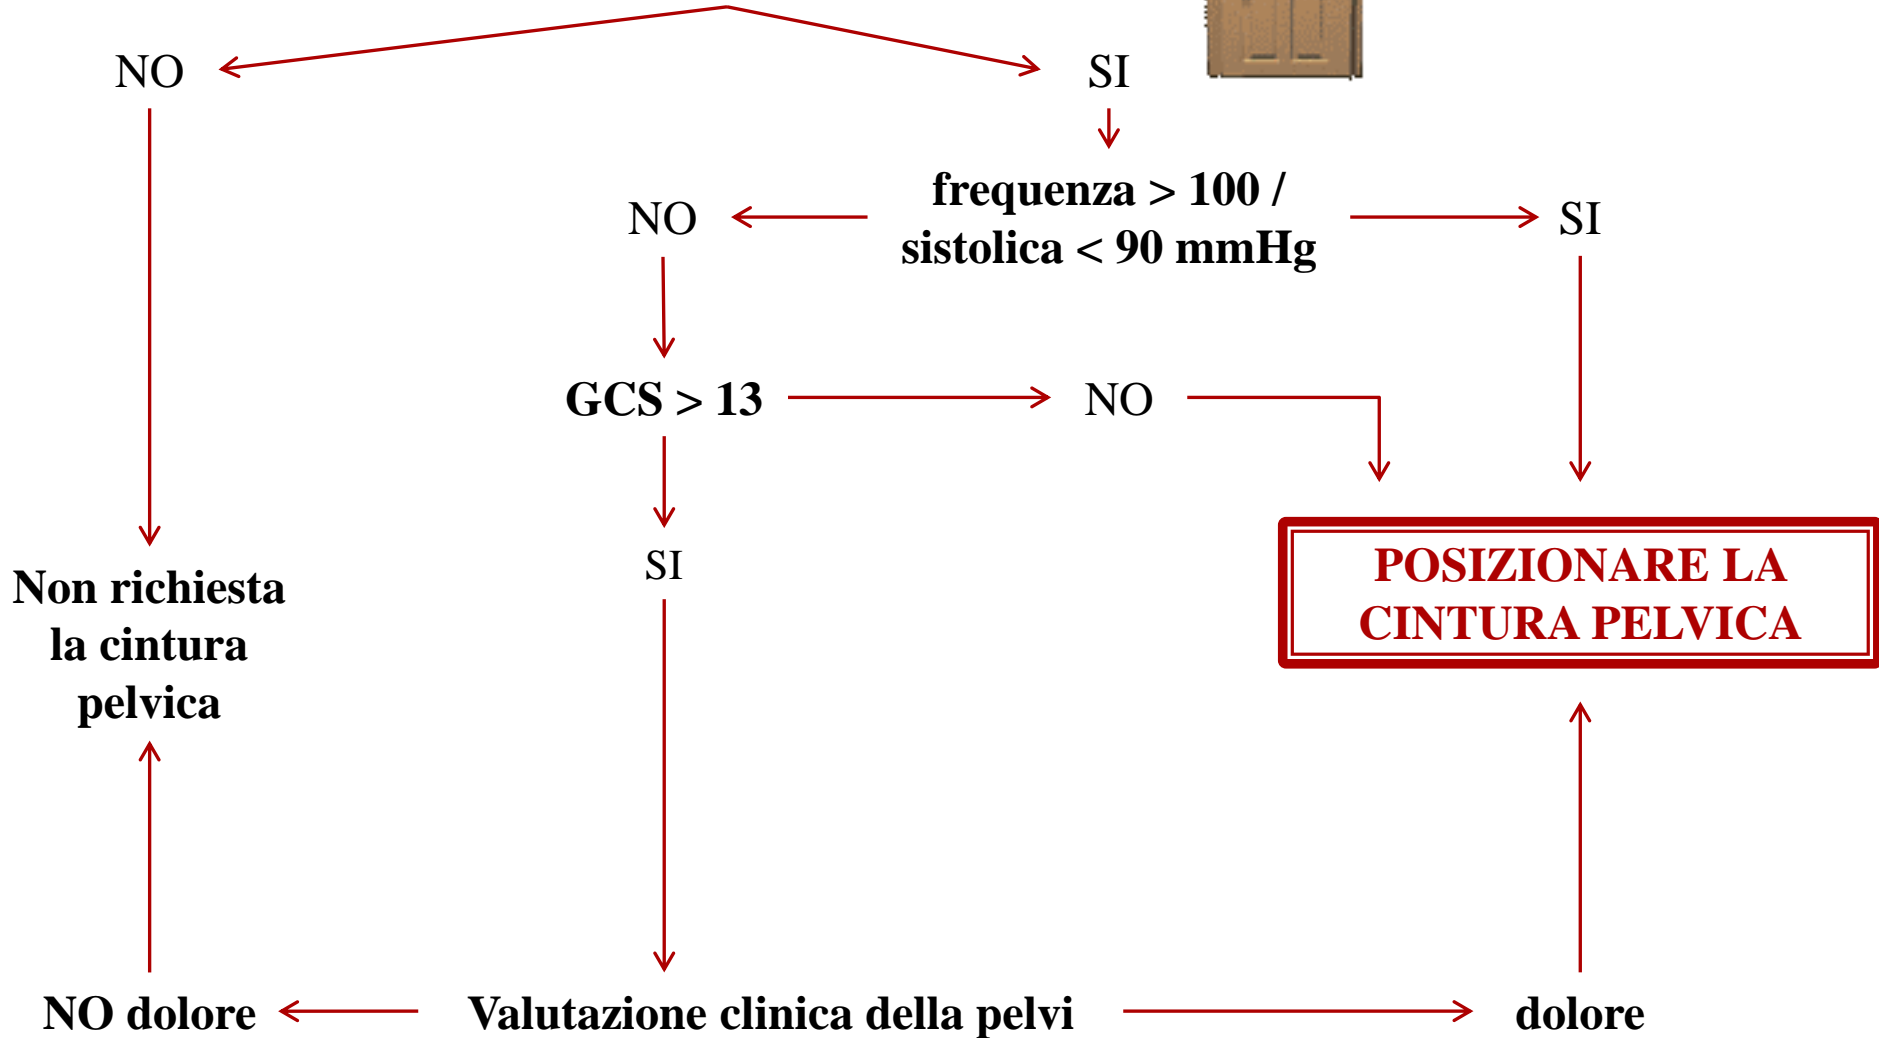 NO
SI
frequenza > 100 /
sistolica < 90 mmHg
NO
SI
GCS > 13
NO
SI
Non richiesta
la cintura
pelvica
POSIZIONARE LA
CINTURA PELVICA
NO dolore
Valutazione clinica della pelvi
dolore